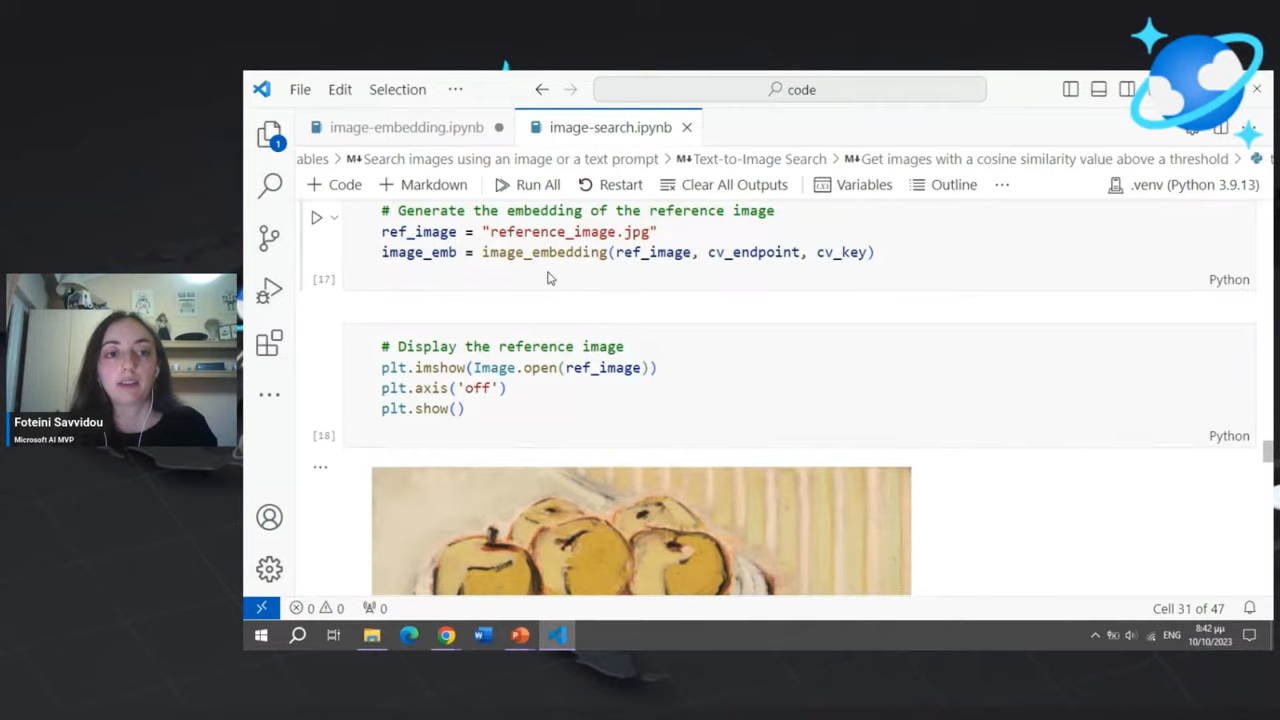 File Edit Selection ··· code
image-embedding.ipynb image-search.ipynb
ables > Search images using an image or a text prompt > Text-to-Image Search > Get images with a cosine similarity value above a threshold >
+ Code + Markdown Run All Restart Clear All Outputs Variables Outline ··· .venv (Python 3.9.13)
# Generate the embedding of the reference image
ref_image = "reference_image.jpg"
image_emb = image_embedding(ref_image, cv_endpoint, cv_key)
[17] Python
# Display the reference image
plt.imshow(Image.open(ref_image))
plt.axis('off')
plt.show()
[18] Python
···
1
Foteini Savvidou
Microsoft AI MVP
0 0 0 Cell 31 of 47
ENG 8:42 μμ
10/10/2023